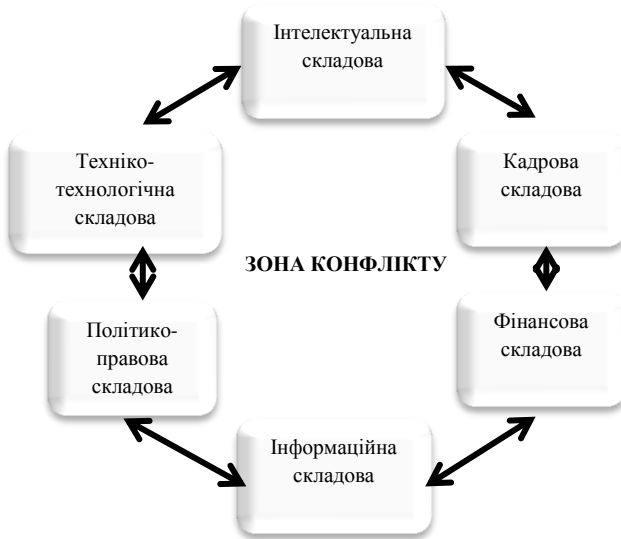 Інтелектуальна
складова
Техніко-
технологічна
складова
Кадрова
складова
ЗОНА КОНФЛІКТУ
Політико-
правова
складова
Фінансова
складова
Інформаційна
складова